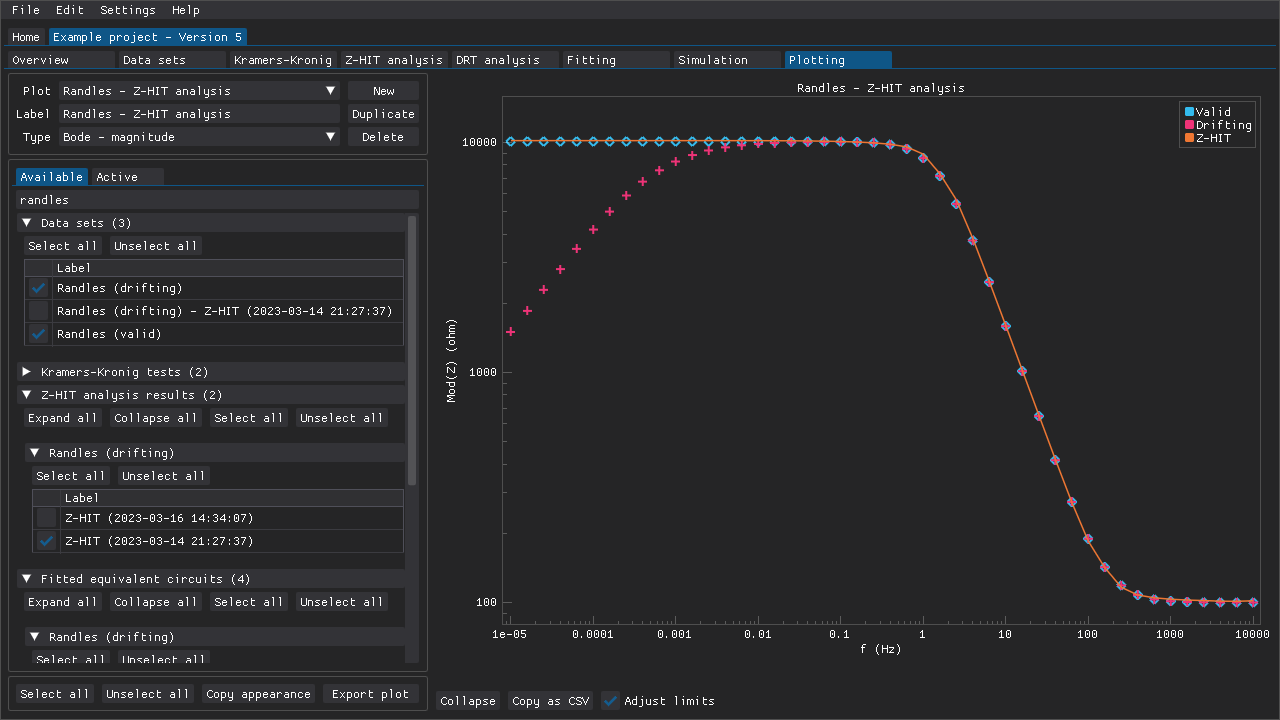 File Edit Settings Help
Home Example project - Version 5
Overview Data sets Kramers-Kronig Z-HIT analysis DRT analysis Fitting Simulation Plotting
Plot Randles - Z-HIT analysis New
Label Randles - Z-HIT analysis Duplicate
Type Bode - magnitude Delete
Available Active
randles
Data sets (3)
Select all Unselect all
Label
Randles (drifting)
Randles (drifting) - Z-HIT (2023-03-14 21:27:37)
Randles (valid)
Kramers-Kronig tests (2)
Z-HIT analysis results (2)
Expand all Collapse all Select all Unselect all
Randles (drifting)
Select all Unselect all
Label
Z-HIT (2023-03-16 14:34:07)
Z-HIT (2023-03-14 21:27:37)
Fitted equivalent circuits (4)
Expand all Collapse all Select all Unselect all
Randles (drifting)
Select all Unselect all
Select all Unselect all Copy appearance Export plot
Randles - Z-HIT analysis
Valid
Drifting
Z-HIT
Mod(Z) (ohm)
10000
1000
100
1e-05 0.0001 0.001 0.01 0.1 1 10 100 1000 10000
f (Hz)
Collapse Copy as CSV Adjust limits